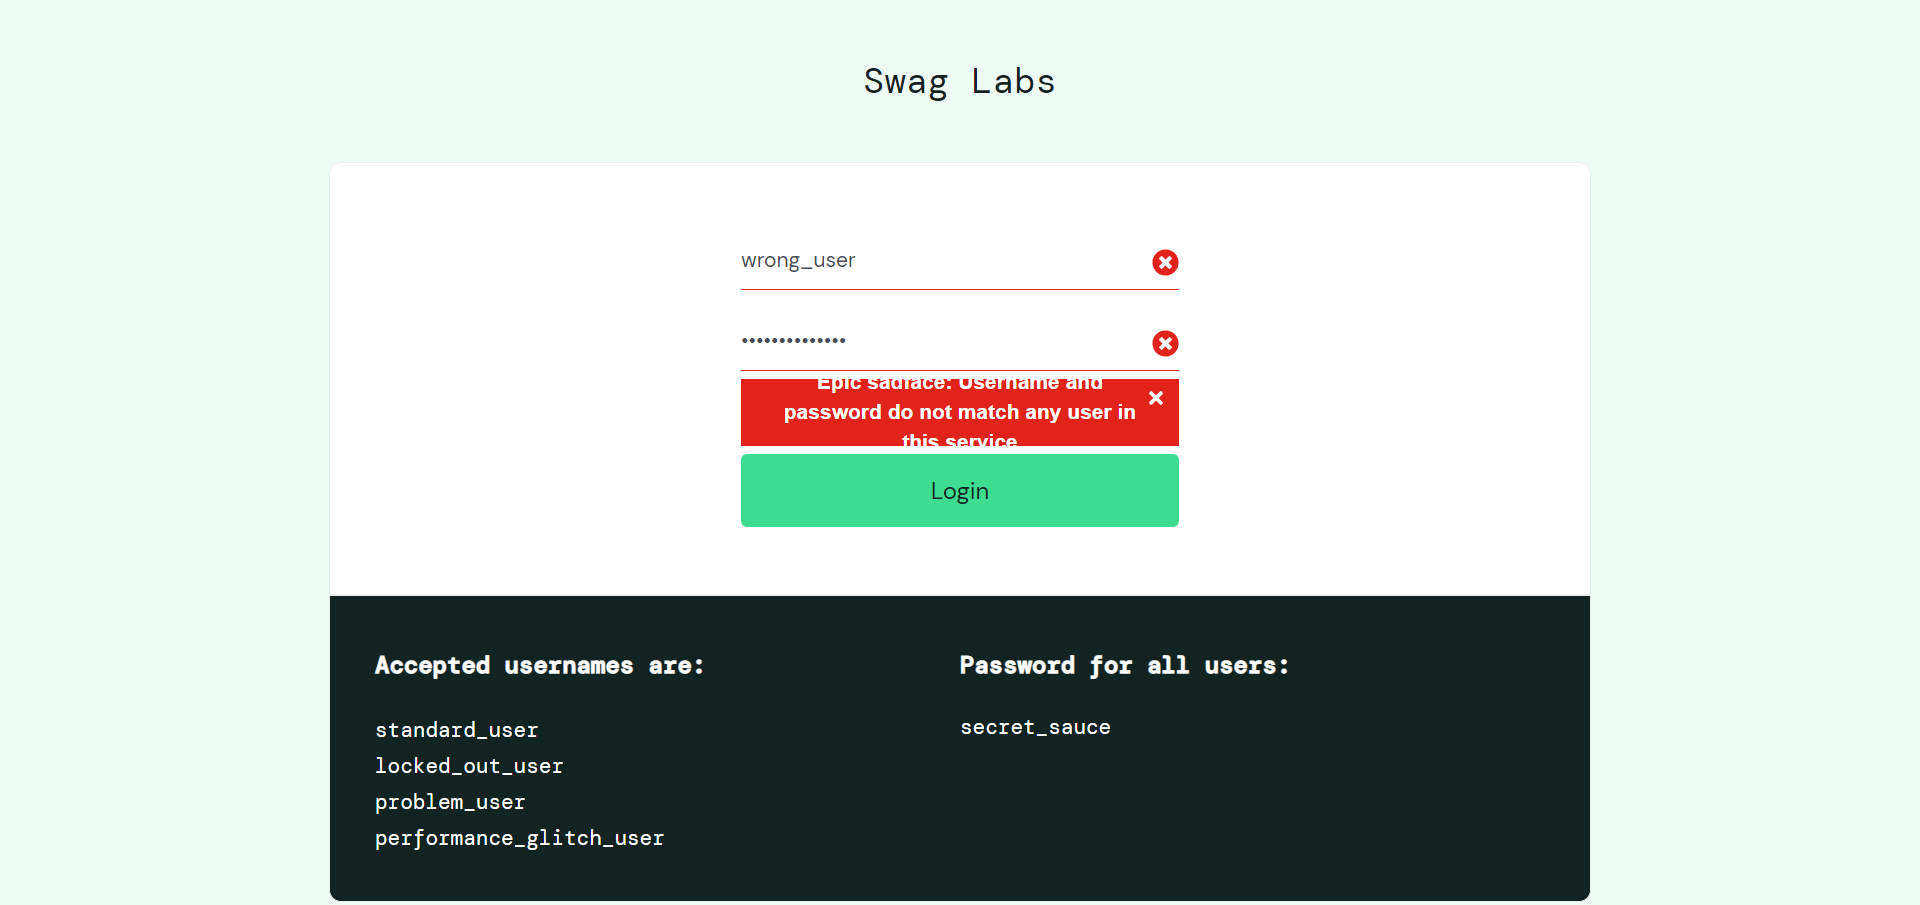 Swag Labs
wrong_user
••••••••••••••
Epic sadface: Username and
password do not match any user in
this service
Login
Accepted usernames are:
Password for all users:
standard_user
locked_out_user
problem_user
performance_glitch_user
secret_sauce